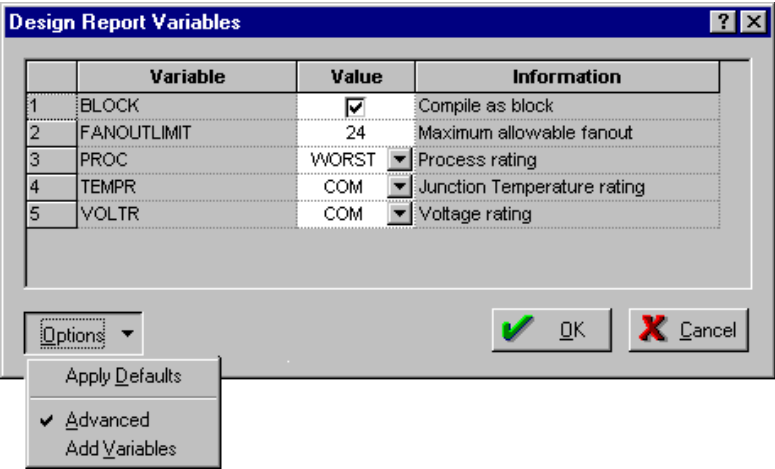 Design Report Variables
Variable Value Information
1 BLOCK Compile as block
2 FANOUTLIMIT 24 Maximum allowable fanout
3 PROC WORST Process rating
4 TEMPR COM Junction Temperature rating
5 VOLTR COM Voltage rating
Options OK Cancel
Apply Defaults
Advanced
Add Variables